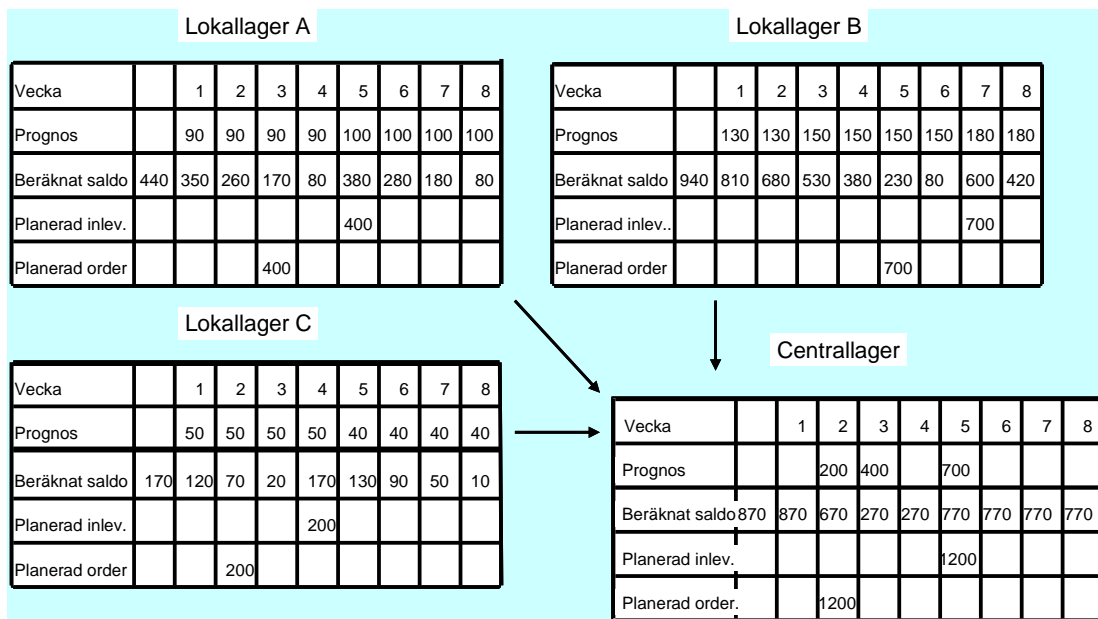 Lokallager A
Vecka 1 2 3 4 5 6 7 8
Prognos 90 90 90 90 100 100 100 100
Beräknat saldo 440 350 260 170 80 380 280 180 80
Planerad inlev. 400
Planerad order 400
Lokallager B
Vecka 1 2 3 4 5 6 7 8
Prognos 130 130 150 150 150 150 180 180
Beräknat saldo 940 810 680 530 380 230 80 600 420
Planerad inlev.. 700
Planerad order 700
Lokallager C
Vecka 1 2 3 4 5 6 7 8
Prognos 50 50 50 50 40 40 40 40
Beräknat saldo 170 120 70 20 170 130 90 50 10
Planerad inlev. 200
Planerad order 200
Centrallager
Vecka 1 2 3 4 5 6 7 8
Prognos 200 400 700
Beräknat saldo 870 870 670 270 270 770 770 770 770
Planerad inlev. 1200
Planerad order. 1200